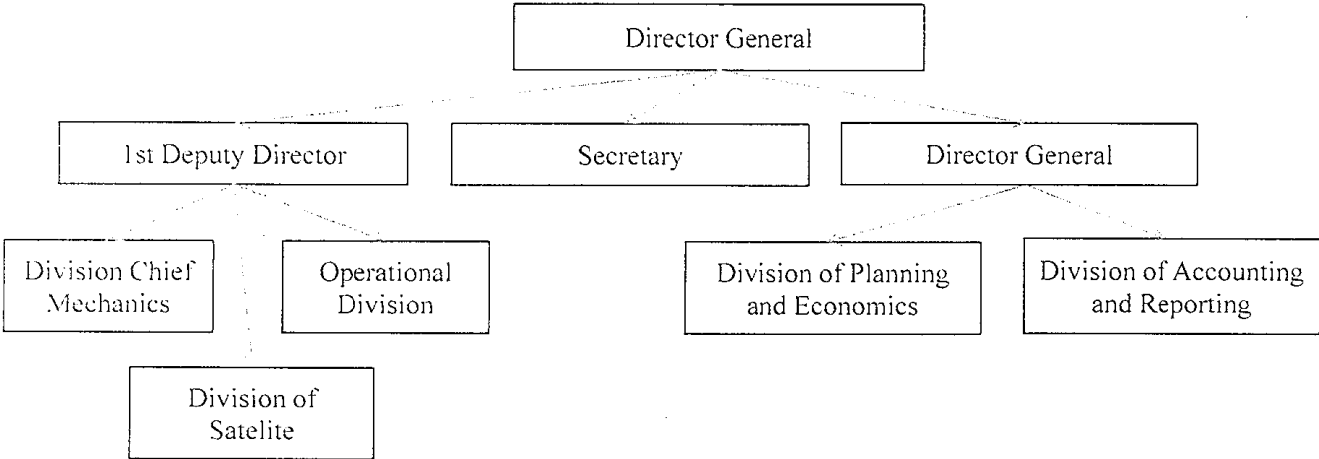 Director General
1st Deputy Director
Secretary
Director General
Division Chief
Mechanics
Operational
Division
Division of Planning
and Economics
Division of Accounting
and Reporting
Division of
Satelite